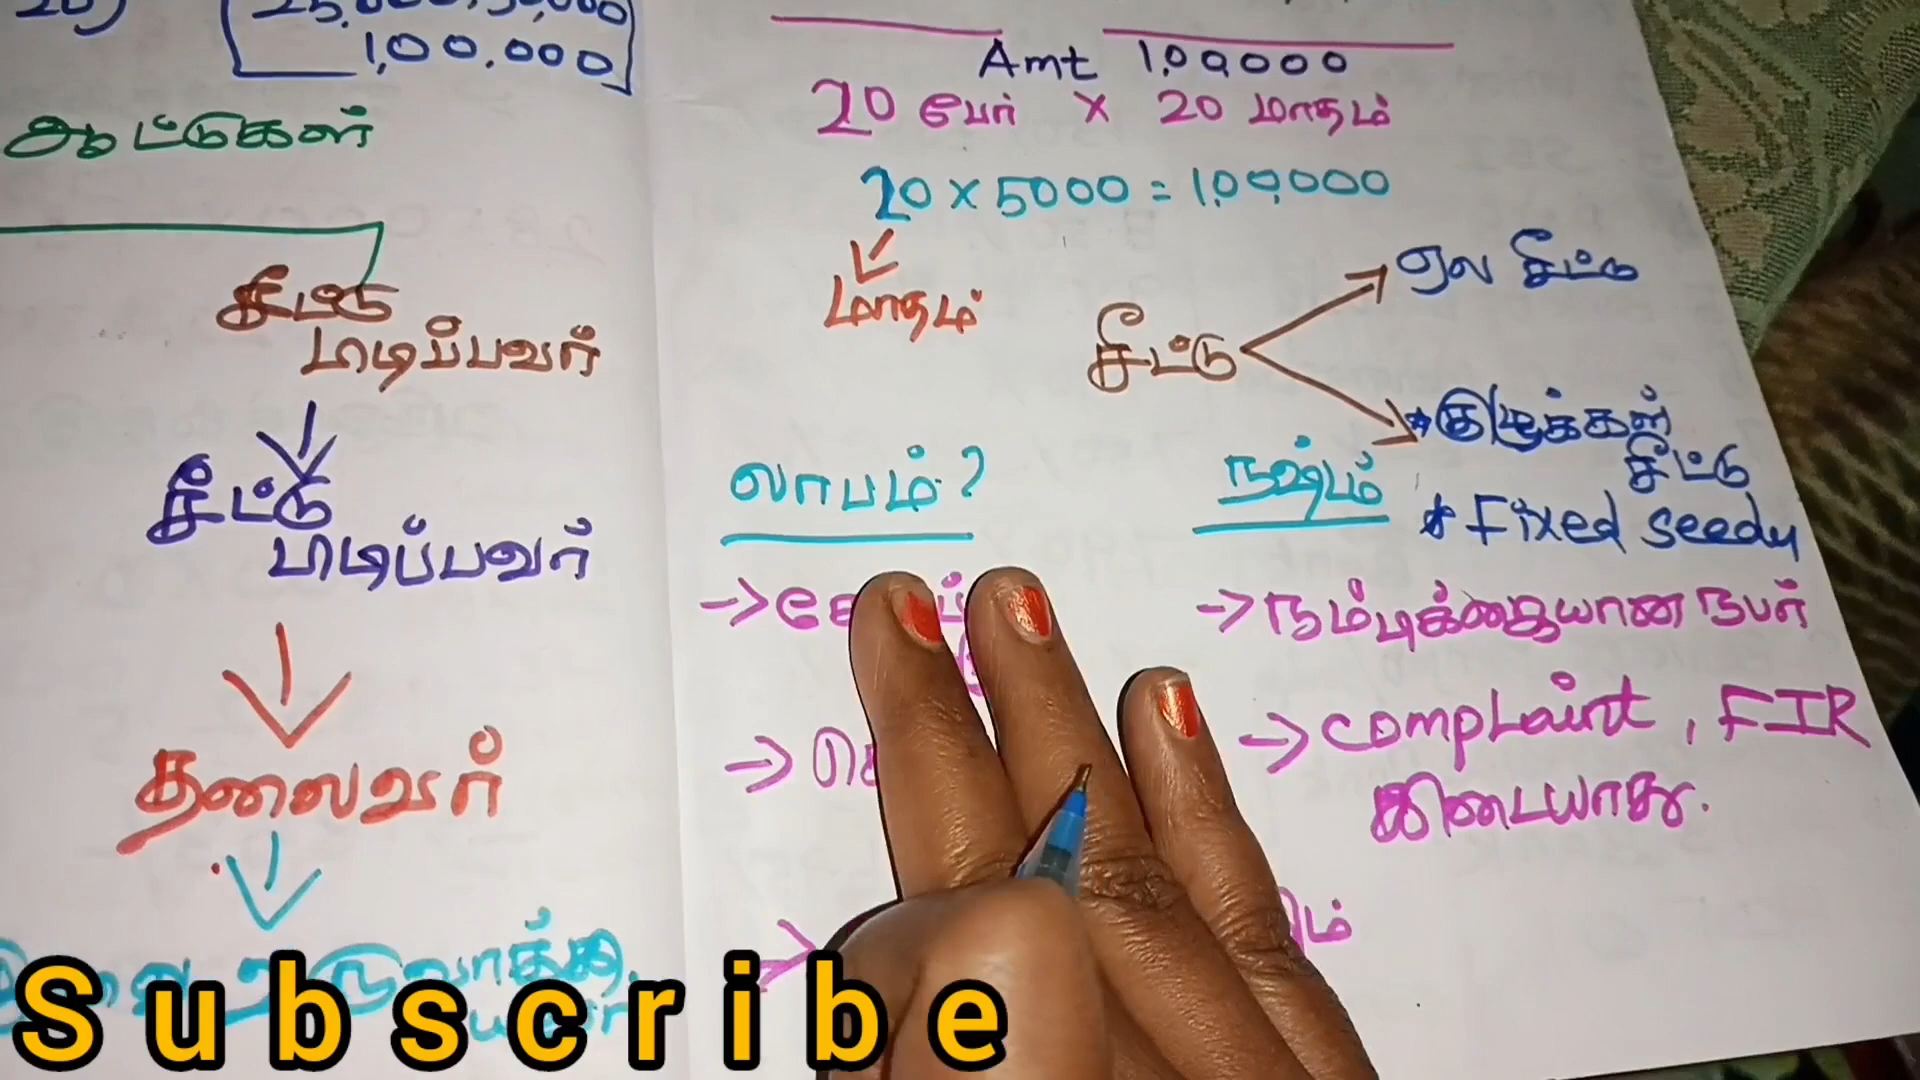 1,00,000
ஆட்டுகள்
சீட்டு
பிடிப்பவர்
சீட்டு
பிடிப்பவர்
தலைவர்
Amt 1,00,000
20 பேர் x 20 மாதம்
20 x 5000 = 1,00,000
மாதம்
சீட்டு
ஏல சீட்டு
* குழுக்கள்
சீட்டு
* Fixed seedu
லாபம் ?
நஷ்டம்
→ நம்பிக்கையான நபர்
→ complaint, FIR
கிடையாது.
Subscribe